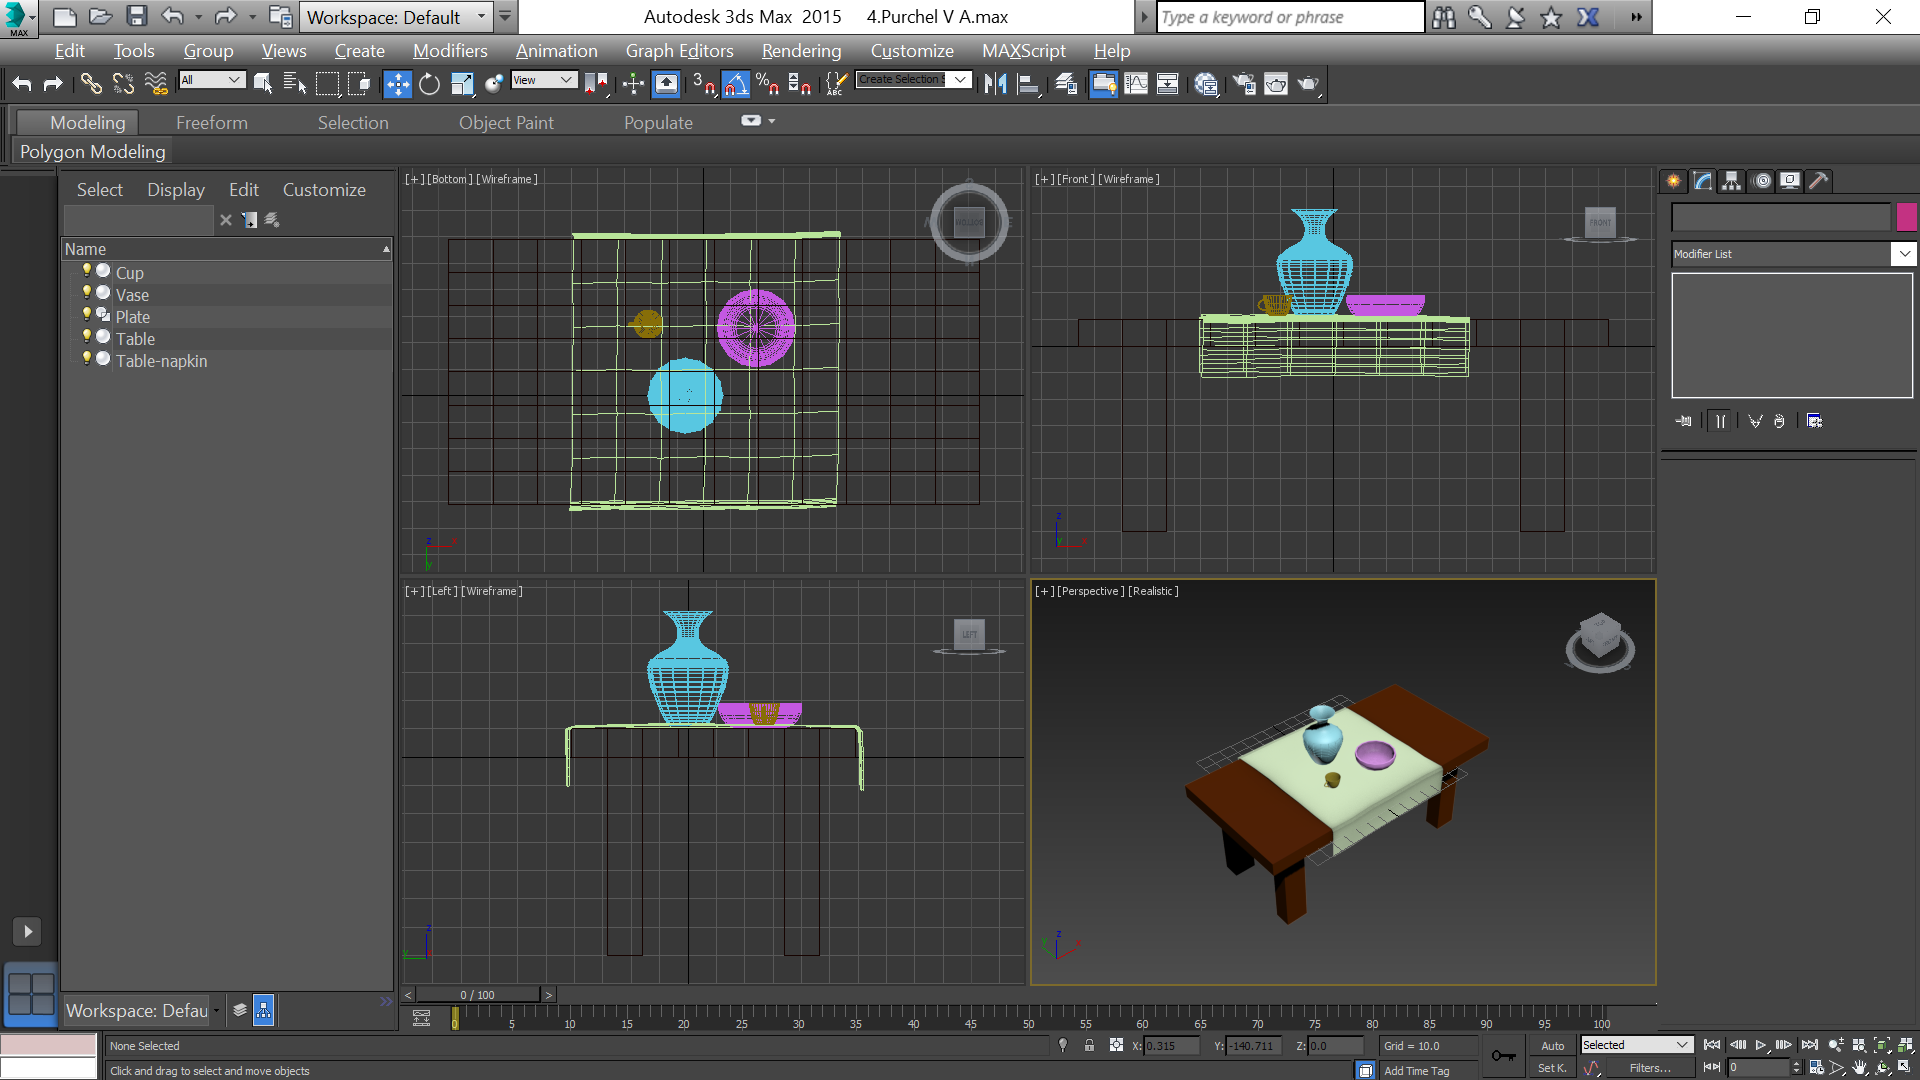 MAX
Workspace: Default
Autodesk 3ds Max 2015 4.Purchel V A.max
Type a keyword or phrase
Edit Tools Group Views Create Modifiers Animation Graph Editors Rendering Customize MAXScript Help
All
View
3
%
ABC
Create Selection S
Modeling Freeform Selection Object Paint Populate
Polygon Modeling
Select Display Edit Customize
Name
Cup
Vase
Plate
Table
Table-napkin
[+][Bottom][Wireframe]
[+][Front][Wireframe]
FRONT
[+][Left][Wireframe]
LEFT
[+][Perspective][Realistic]
Modifier List
Workspace: Defau
< 0 / 100 >
0 5 10 15 20 25 30 35 40 45 50 55 60 65 70 75 80 85 90 95 100
None Selected
X: 0.315 Y: -140.711 Z: 0.0
Grid = 10.0
Auto
Selected
Click and drag to select and move objects
Add Time Tag
Set K.
Filters...
0